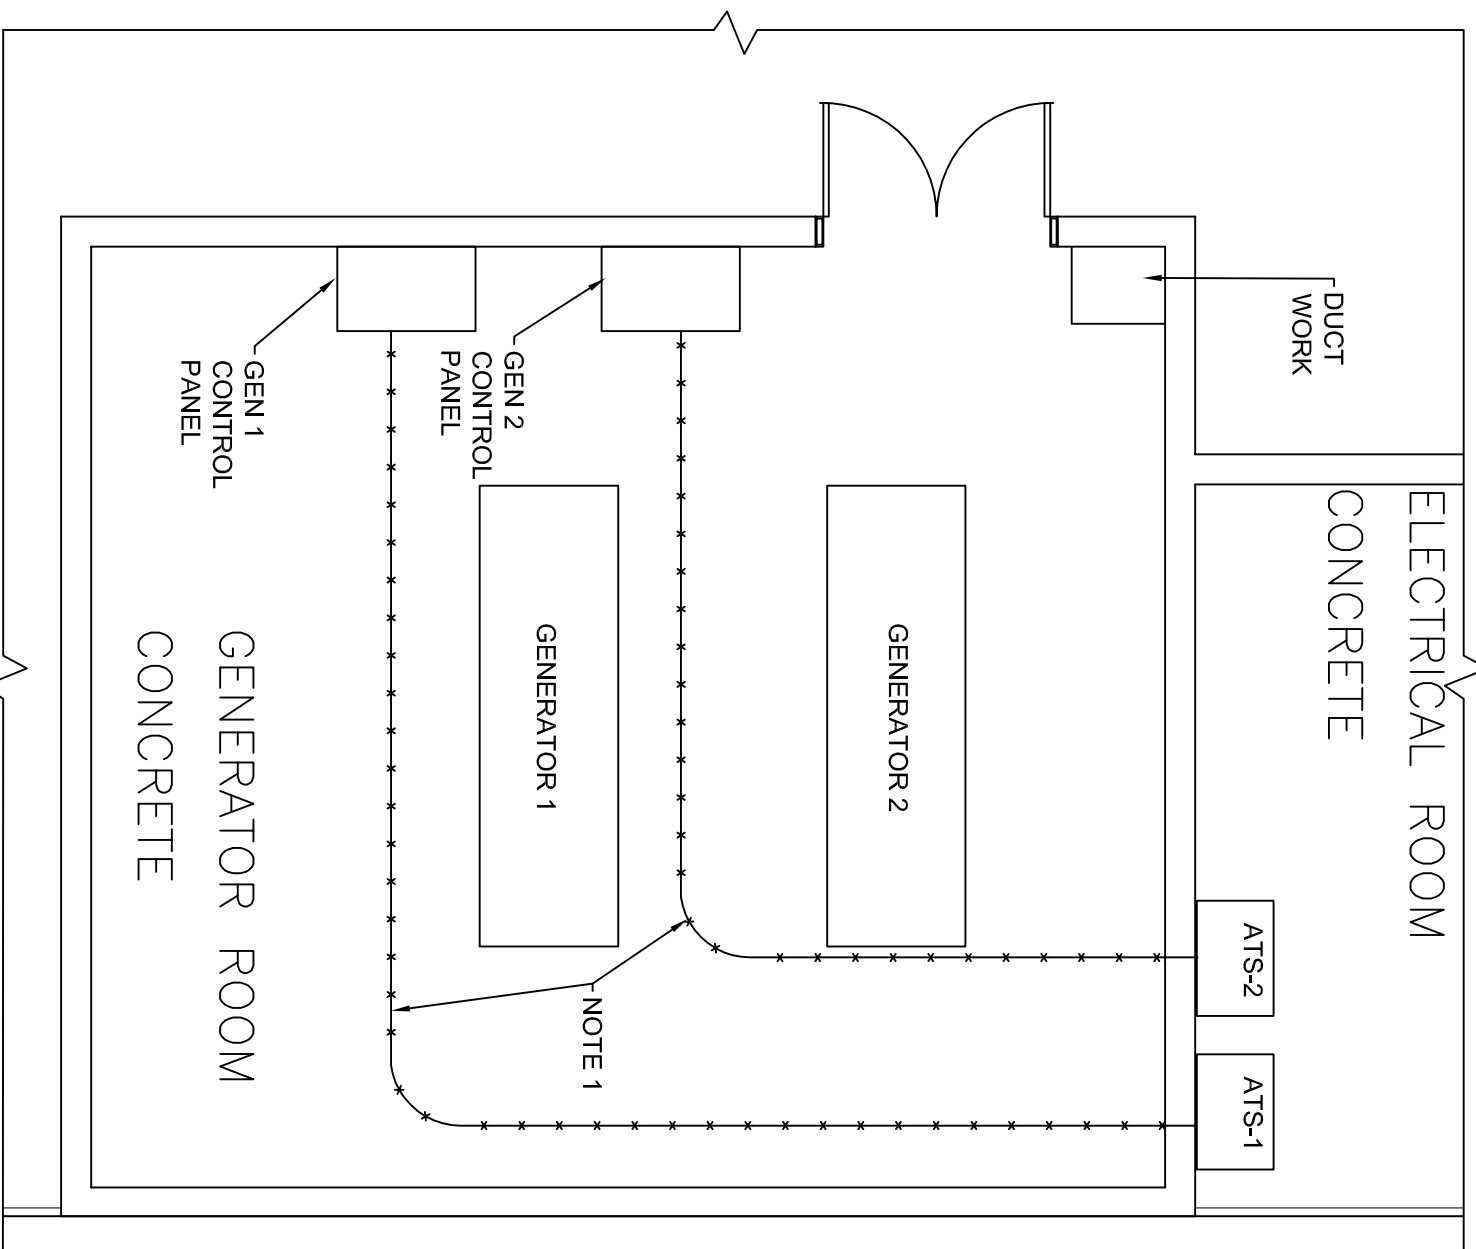 DUCT
WORK
ELECTRICAL ROOM
CONCRETE
ATS-2
ATS-1
GENERATOR 2
GENERATOR 1
NOTE 1
GEN 2
CONTROL
PANEL
GEN 1
CONTROL
PANEL
GENERATOR ROOM
CONCRETE